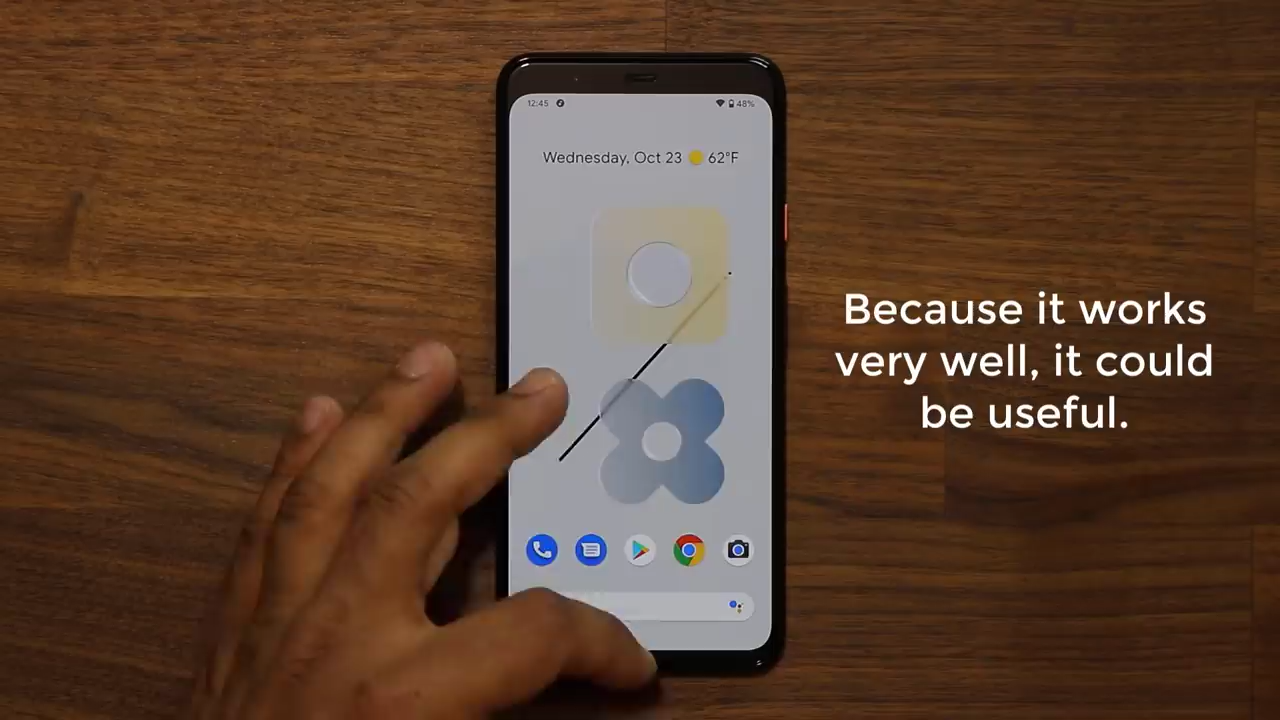 12:45 48%
Wednesday, Oct 23 62°F
Because it works
very well, it could
be useful.